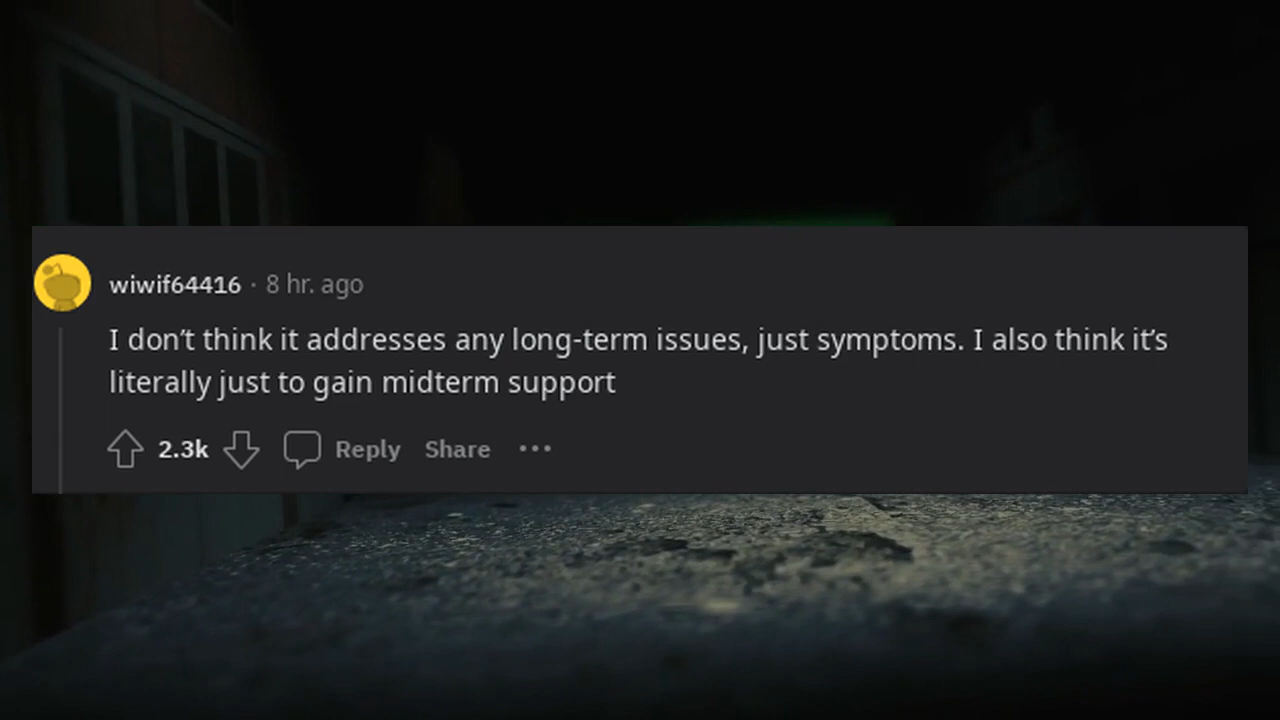 wiwif64416 · 8 hr. ago
I don’t think it addresses any long-term issues, just symptoms. I also think it’s
literally just to gain midterm support
2.3k Reply Share ···